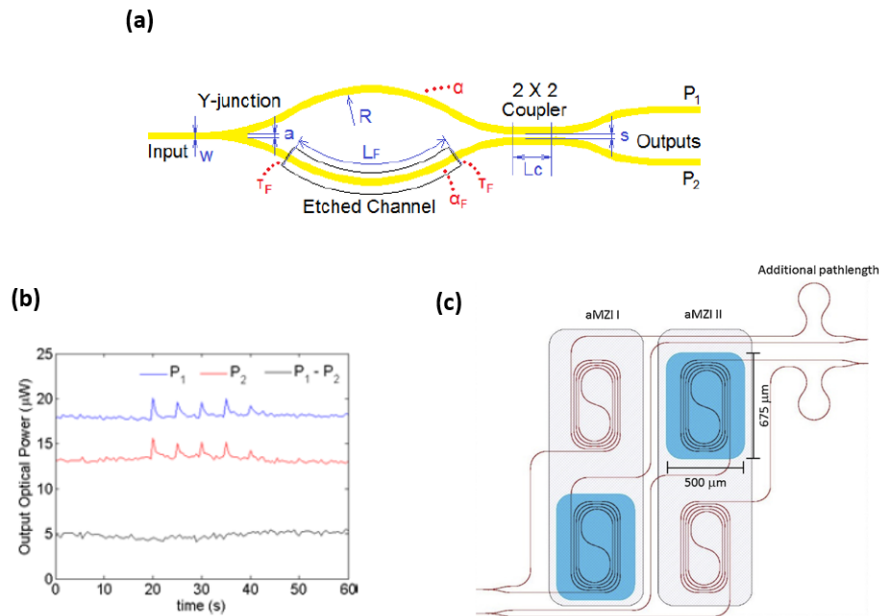 (a)
Y-junction
2 X 2
Coupler
P1
α
R
a
s
Input
w
LF
Lc
Outputs
τF
αF
τF
P2
Etched Channel
(b)
P1 P2 P1 - P2
Output Optical Power (μW)
25
20
15
10
5
0
0 10 20 30 40 50 60
time (s)
(c)
Additional pathlength
aMZI I aMZI II
675 μm
500 μm